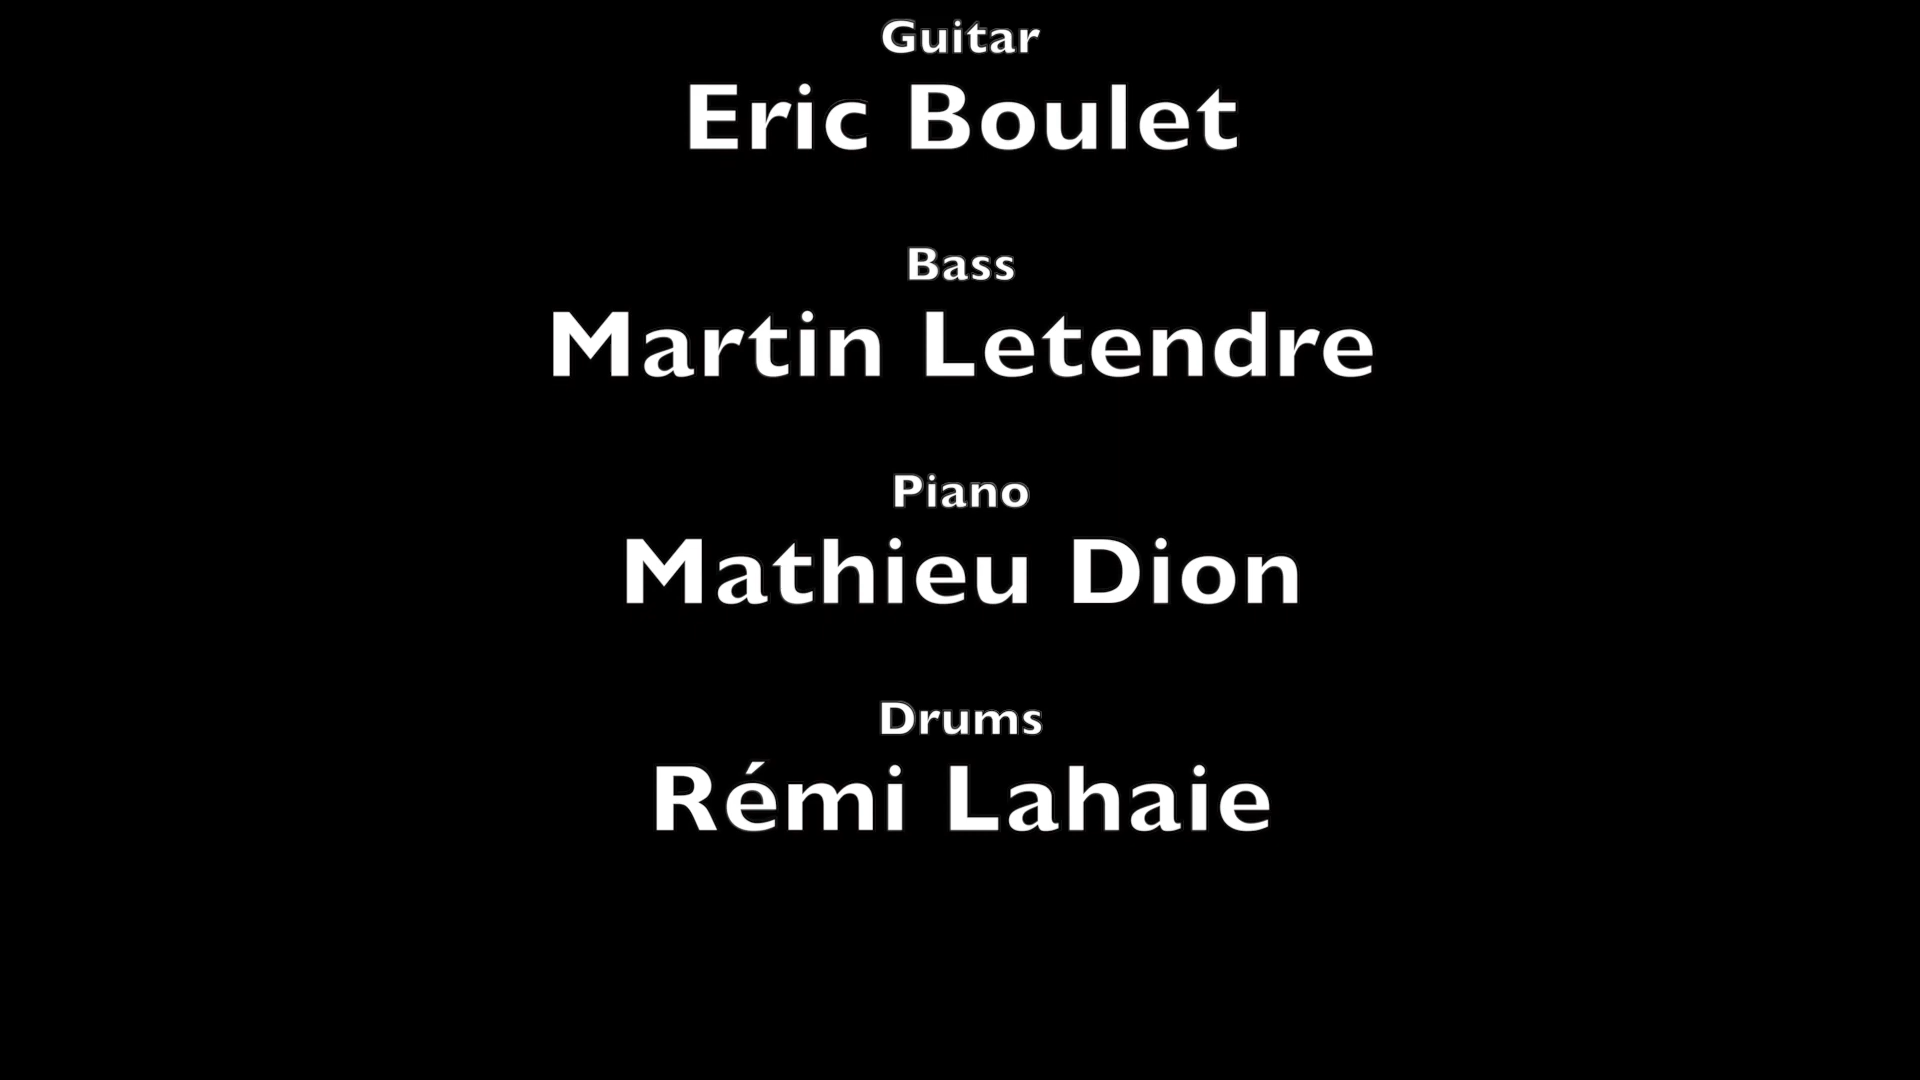 Guitar
Eric Boulet
Bass
Martin Letendre
Piano
Mathieu Dion
Drums
Rémi Lahaie